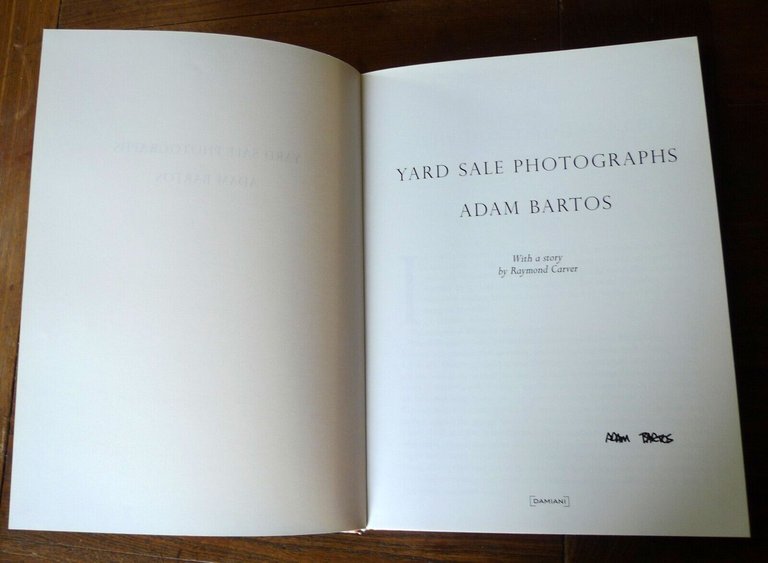 YARD SALE PHOTOGRAPHS
ADAM BARTOS
With a story
by Raymond Carver
ADAM BARTOS
[DAMIANI]